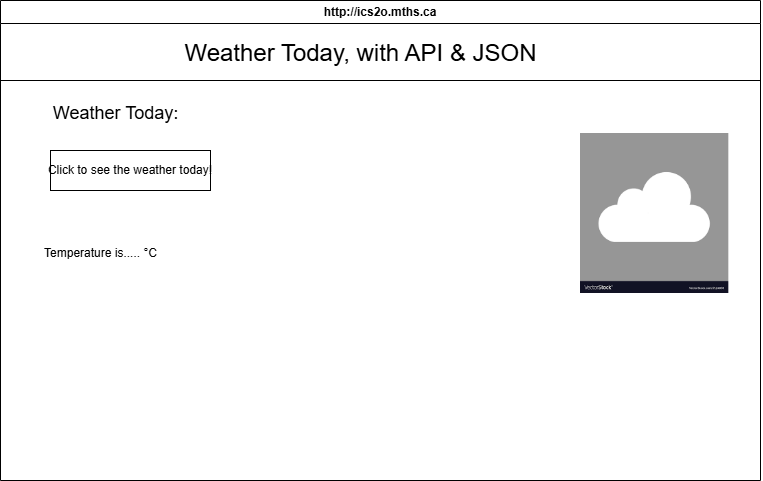 http://ics2o.mths.ca
Weather Today, with API & JSON
Weather Today:
Click to see the weather today!
Temperature is..... °C
VectorStock